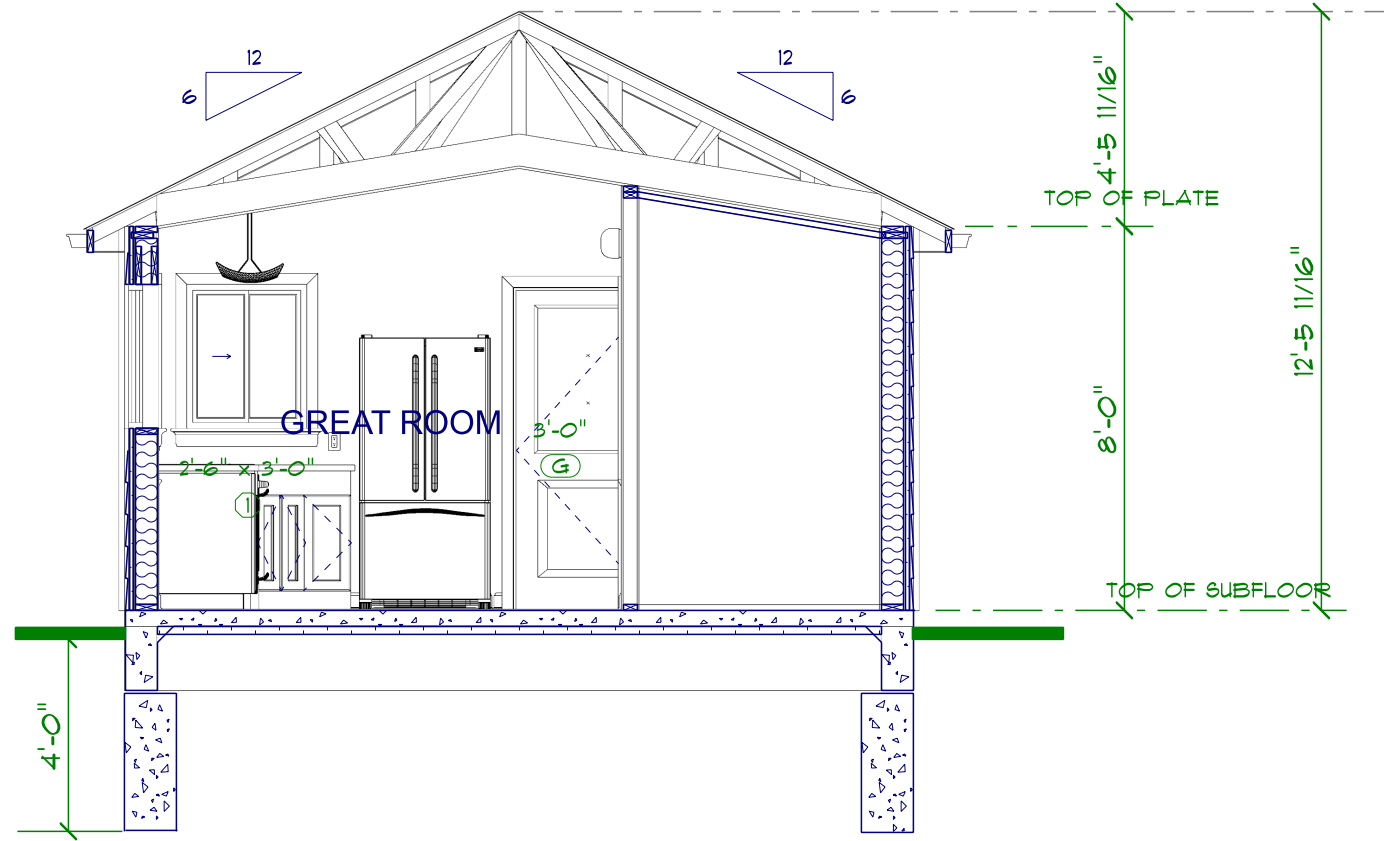 12
12
6
6
4'-5 11/16"
TOP OF PLATE
12'-5 11/16"
8'-0"
GREAT ROOM
3'-0"
G
2'-6" x 3'-0"
1
TOP OF SUBFLOOR
4'-0"